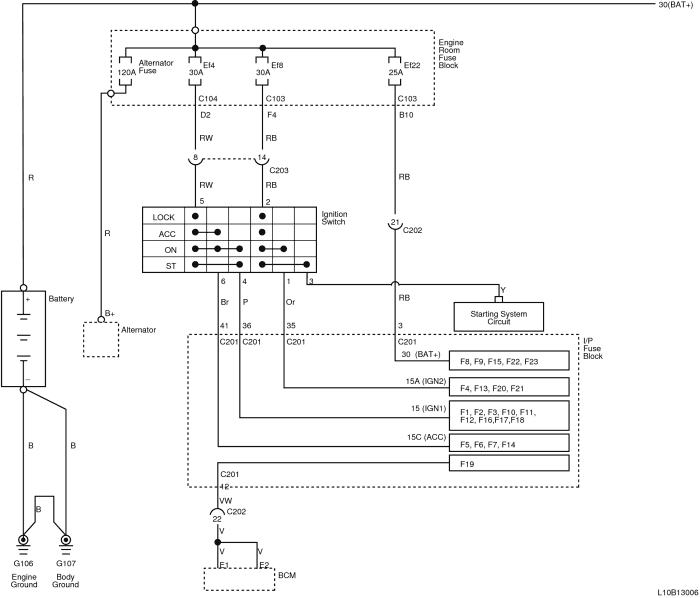 30(BAT+)
Engine
Room
Fuse
Block
Alternator
Fuse
120A
Ef4
30A
Ef8
30A
Ef22
25A
C104
C103
C103
D2
F4
B10
RW
RB
8
14
C203
R
RW
RB
RB
5
2
LOCK
ACC
ON
ST
Ignition
Switch
21
C202
R
6
4
1
3
Y
Br
P
Or
RB
Battery
+
–
B+
Alternator
Starting System
Circuit
41
36
35
3
C201
C201
C201
C201
I/P
Fuse
Block
30 (BAT+)
F8, F9, F15, F22, F23
15A (IGN2)
F4, F13, F20, F21
15 (IGN1)
F1, F2, F3, F10, F11,
F12, F16,F17,F18
15C (ACC)
F5, F6, F7, F14
F19
B
B
C201
12
VW
C202
22
B
V
V
V
E1
E2
BCM
G106
G107
Engine
Ground
Body
Ground
L10B13006